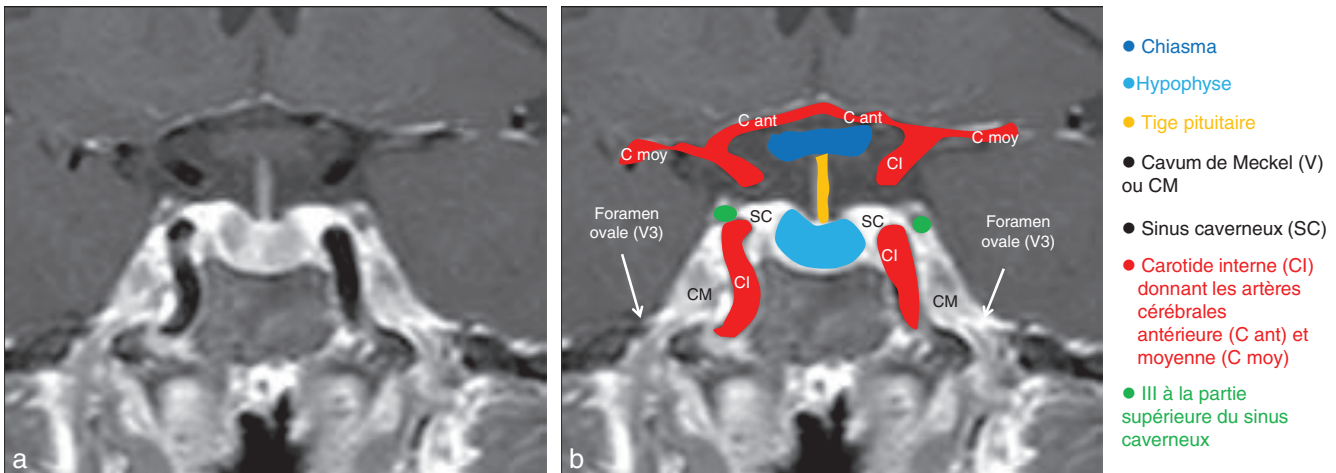 a
C ant
C ant
C moy
C moy
CI
Foramen
ovale (V3)
SC
SC
Foramen
ovale (V3)
CI
CI
CM
CM
b
Chiasma
Hypophyse
Tige pituitaire
Cavum de Meckel (V)
ou CM
Sinus caverneux (SC)
Carotide interne (CI)
donnant les artères
cérébrales
antérieure (C ant) et
moyenne (C moy)
III à la partie
supérieure du sinus
caverneux